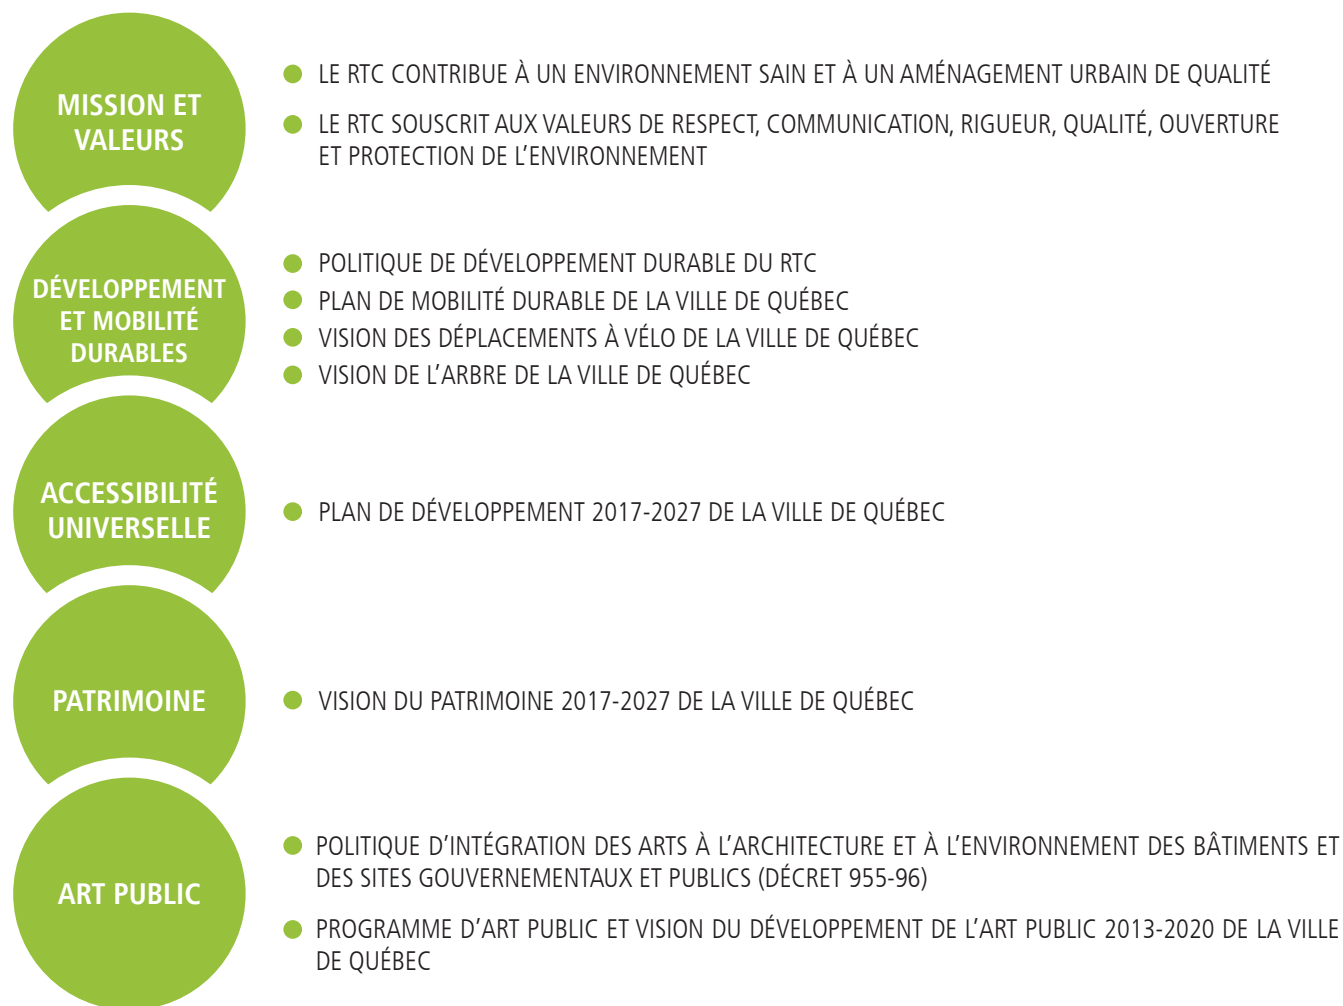 MISSION ET
VALEURS
LE RTC CONTRIBUE À UN ENVIRONNEMENT SAIN ET À UN AMÉNAGEMENT URBAIN DE QUALITÉ
LE RTC SOUSCRIT AUX VALEURS DE RESPECT, COMMUNICATION, RIGUEUR, QUALITÉ, OUVERTURE
ET PROTECTION DE L’ENVIRONNEMENT
DÉVELOPPEMENT
ET MOBILITÉ
DURABLES
POLITIQUE DE DÉVELOPPEMENT DURABLE DU RTC
PLAN DE MOBILITÉ DURABLE DE LA VILLE DE QUÉBEC
VISION DES DÉPLACEMENTS À VÉLO DE LA VILLE DE QUÉBEC
VISION DE L’ARBRE DE LA VILLE DE QUÉBEC
ACCESSIBILITÉ
UNIVERSELLE
PLAN DE DÉVELOPPEMENT 2017-2027 DE LA VILLE DE QUÉBEC
PATRIMOINE
VISION DU PATRIMOINE 2017-2027 DE LA VILLE DE QUÉBEC
ART PUBLIC
POLITIQUE D’INTÉGRATION DES ARTS À L’ARCHITECTURE ET À L’ENVIRONNEMENT DES BÂTIMENTS ET
DES SITES GOUVERNEMENTAUX ET PUBLICS (DÉCRET 955-96)
PROGRAMME D’ART PUBLIC ET VISION DU DÉVELOPPEMENT DE L’ART PUBLIC 2013-2020 DE LA VILLE
DE QUÉBEC